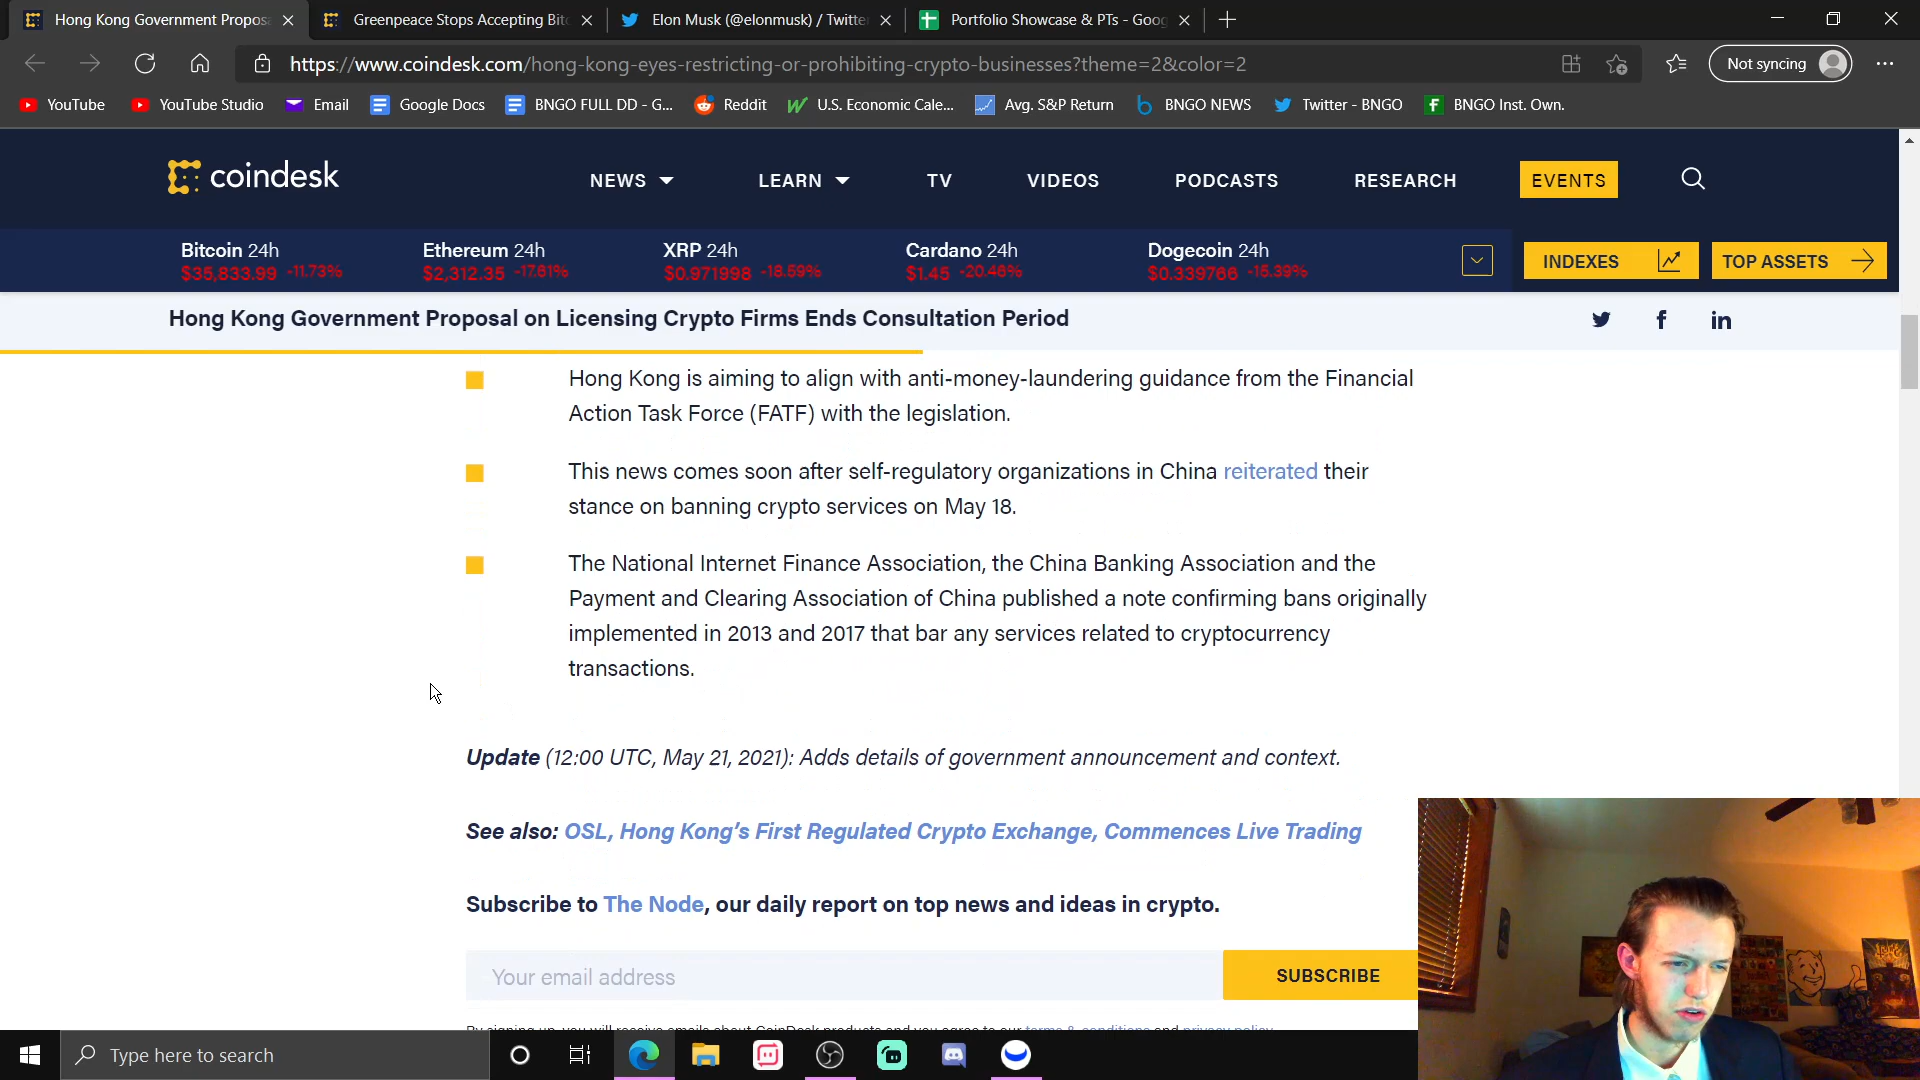 Hong Kong Government Propos
Greenpeace Stops Accepting Bit
Elon Musk (@elonmusk) / Twitte
Portfolio Showcase & PTs - Goog
https://www.coindesk.com/hong-kong-eyes-restricting-or-prohibiting-crypto-businesses?theme=2&color=2
Not syncing
YouTube
YouTube Studio
Email
Google Docs
BNGO FULL DD - G...
Reddit
U.S. Economic Cale...
Avg. S&P Return
BNGO NEWS
Twitter - BNGO
BNGO Inst. Own.
coindesk
NEWS
LEARN
TV
VIDEOS
PODCASTS
RESEARCH
EVENTS
Bitcoin 24h
$35,833.99 -11.73%
Ethereum 24h
$2,312.35 -17.61%
XRP 24h
$0.971998 -18.59%
Cardano 24h
$1.45 -20.46%
Dogecoin 24h
$0.339766 -15.39%
INDEXES
TOP ASSETS
Hong Kong Government Proposal on Licensing Crypto Firms Ends Consultation Period
Hong Kong is aiming to align with anti-money-laundering guidance from the Financial
Action Task Force (FATF) with the legislation.
This news comes soon after self-regulatory organizations in China reiterated their
stance on banning crypto services on May 18.
The National Internet Finance Association, the China Banking Association and the
Payment and Clearing Association of China published a note confirming bans originally
implemented in 2013 and 2017 that bar any services related to cryptocurrency
transactions.
Update (12:00 UTC, May 21, 2021): Adds details of government announcement and context.
See also: OSL, Hong Kong's First Regulated Crypto Exchange, Commences Live Trading
Subscribe to The Node, our daily report on top news and ideas in crypto.
Your email address
SUBSCRIBE
By signing up, you will receive emails about CoinDesk products and you agree to our terms & conditions and privacy policy
Type here to search